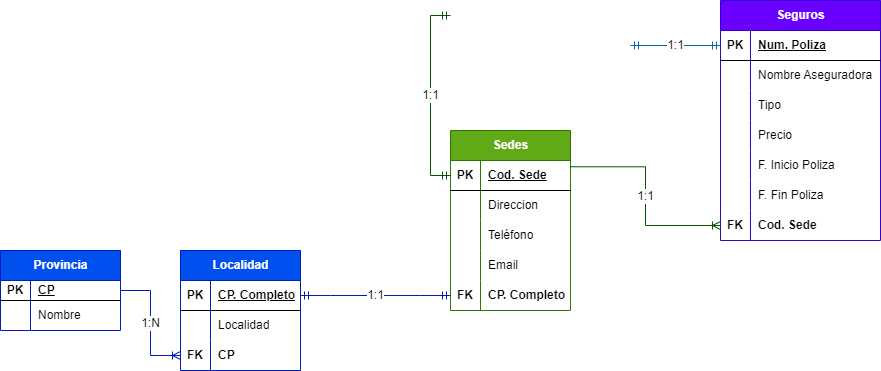 Seguros
PK Num. Poliza
Nombre Aseguradora
Tipo
Precio
F. Inicio Poliza
F. Fin Poliza
FK Cod. Sede
1:1
1:1
Sedes
PK Cod. Sede
Direccion
Teléfono
Email
FK CP. Completo
1:1
Provincia
PK CP
Nombre
1:N
Localidad
PK CP. Completo
Localidad
FK CP
1:1